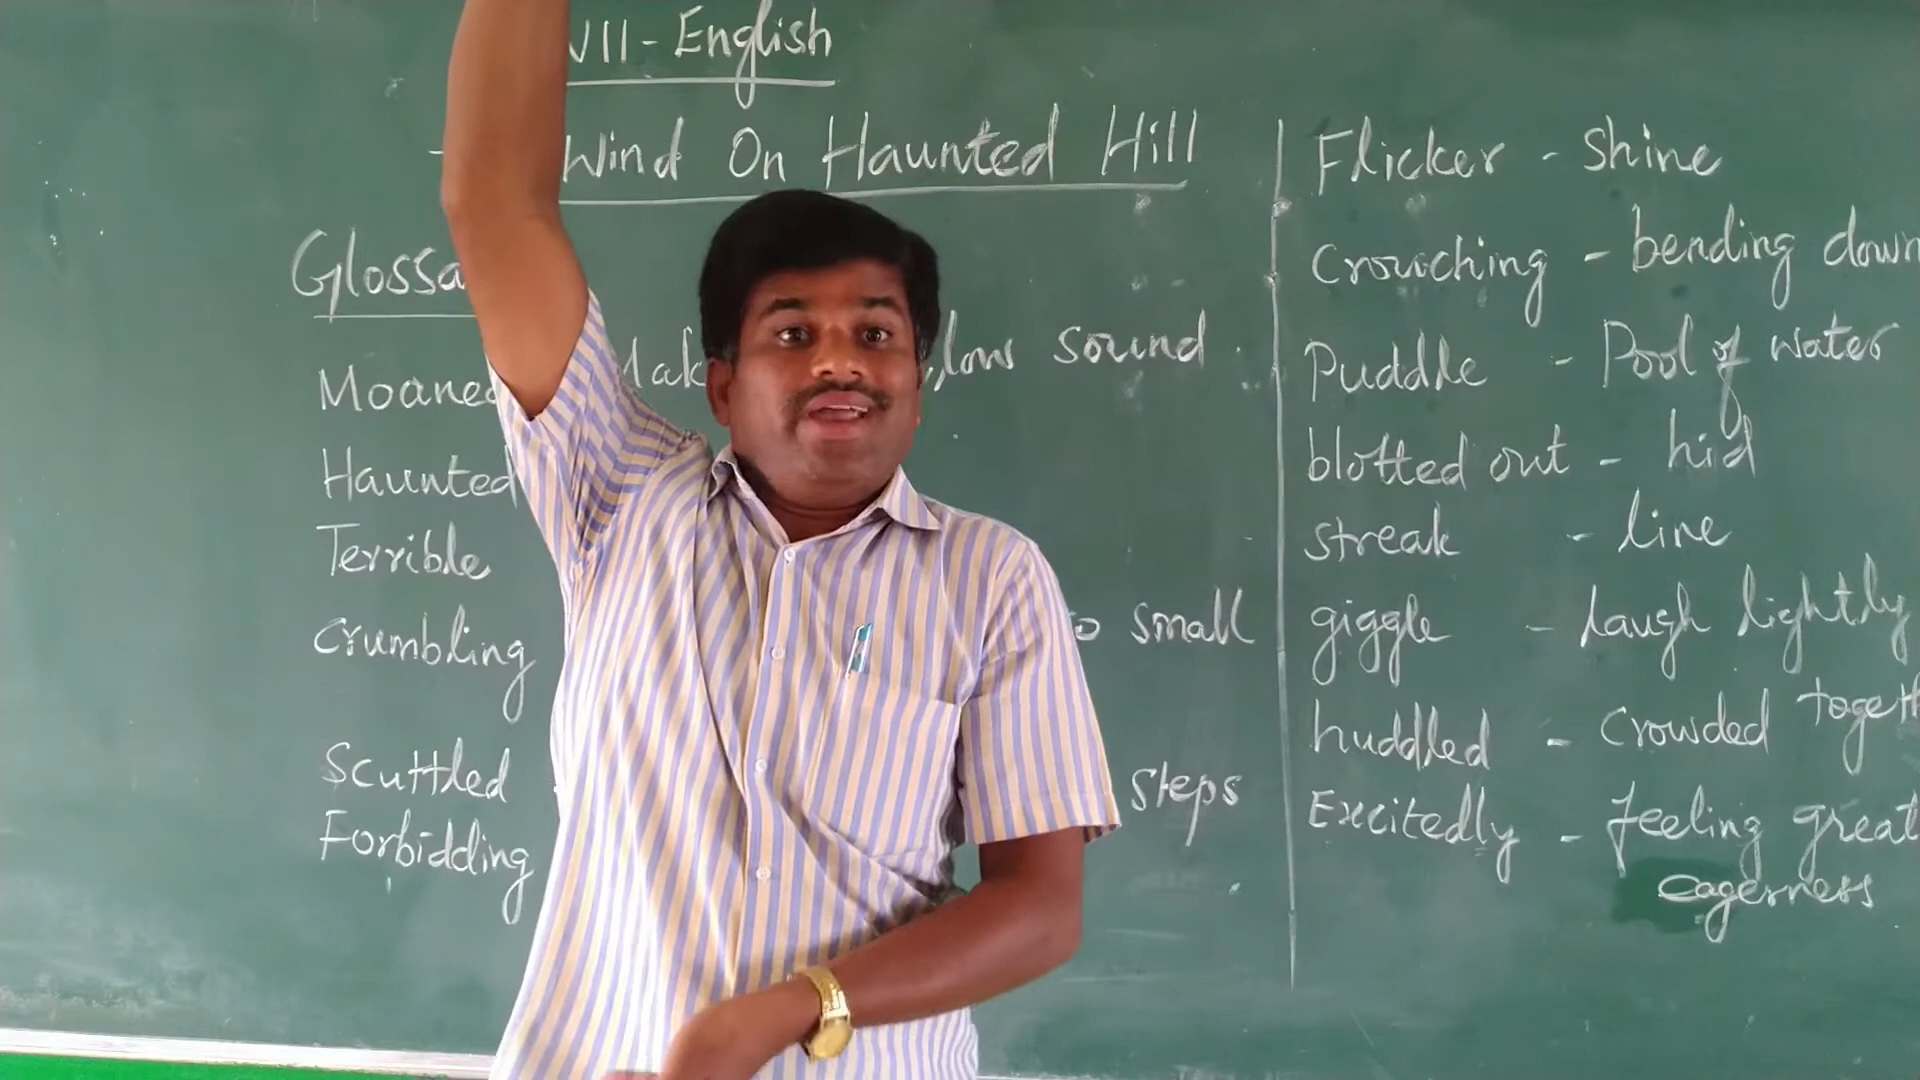 VII - English
- Wind On Haunted Hill
Glossa
Moaned
low sound
Haunted
Terrible
Crumbling
small
Scuttled
steps
Forbidding
Flicker - Shine
Crouching - bending down
Puddle - Pool of water
blotted out - hid
streak - line
giggle - Laugh lightly
huddled - Crowded togeth
Excitedly - feeling great
eagerness